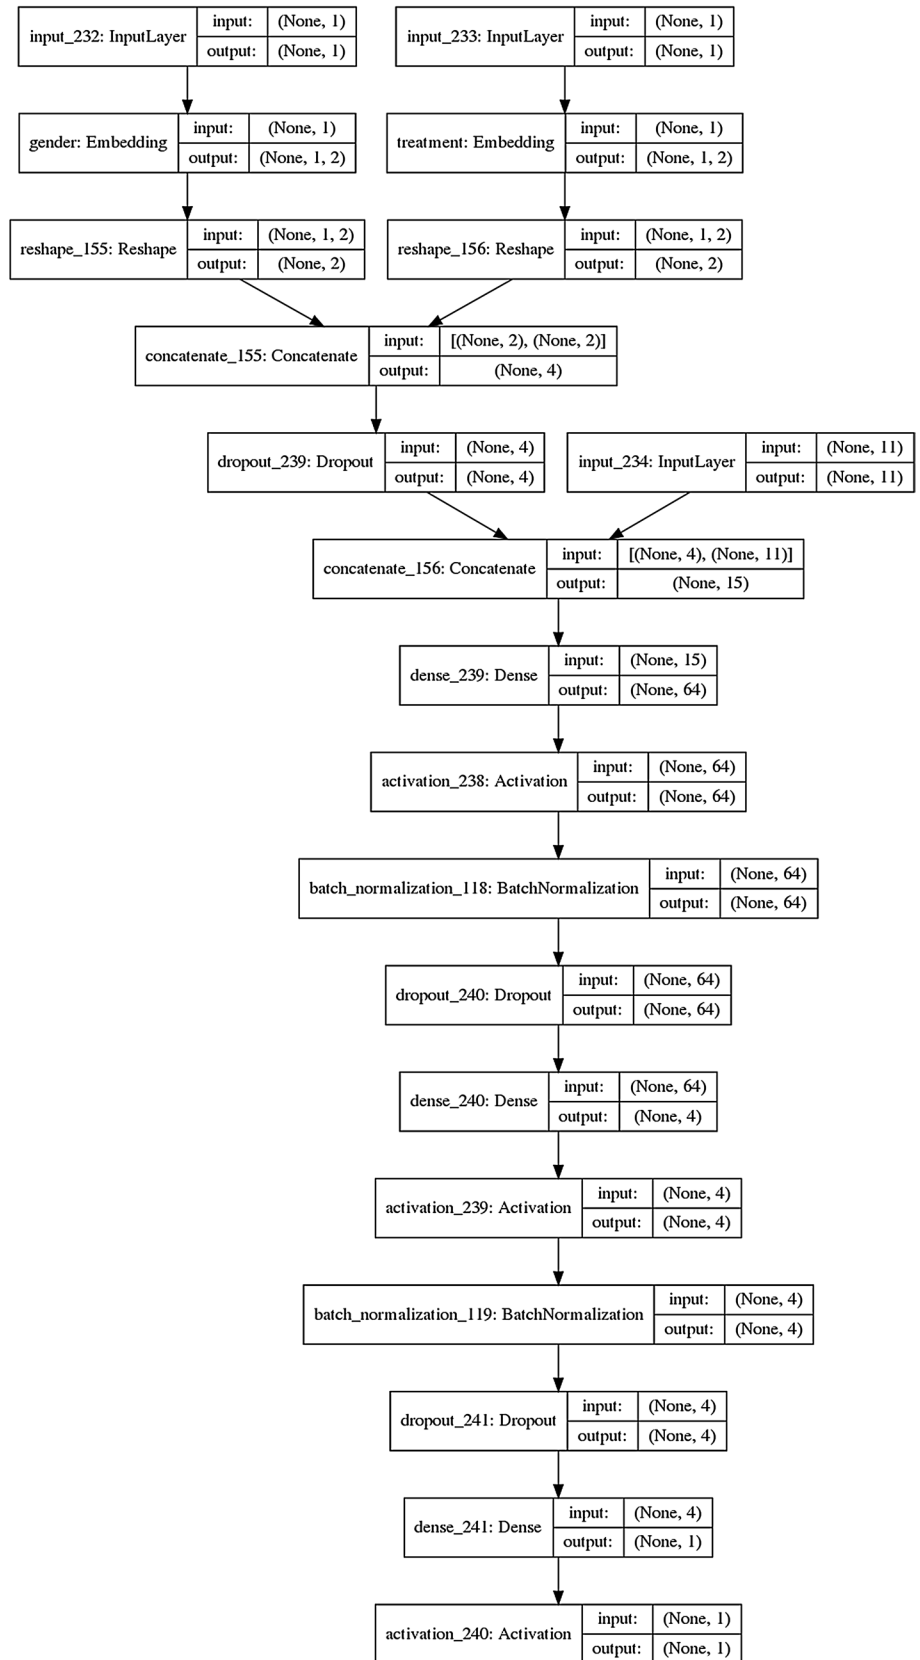 input_232: InputLayer
input: (None, 1)
output: (None, 1)
input_233: InputLayer
input: (None, 1)
output: (None, 1)
gender: Embedding
input: (None, 1)
output: (None, 1, 2)
treatment: Embedding
input: (None, 1)
output: (None, 1, 2)
reshape_155: Reshape
input: (None, 1, 2)
output: (None, 2)
reshape_156: Reshape
input: (None, 1, 2)
output: (None, 2)
concatenate_155: Concatenate
input: [(None, 2), (None, 2)]
output: (None, 4)
dropout_239: Dropout
input: (None, 4)
output: (None, 4)
input_234: InputLayer
input: (None, 11)
output: (None, 11)
concatenate_156: Concatenate
input: [(None, 4), (None, 11)]
output: (None, 15)
dense_239: Dense
input: (None, 15)
output: (None, 64)
activation_238: Activation
input: (None, 64)
output: (None, 64)
batch_normalization_118: BatchNormalization
input: (None, 64)
output: (None, 64)
dropout_240: Dropout
input: (None, 64)
output: (None, 64)
dense_240: Dense
input: (None, 64)
output: (None, 4)
activation_239: Activation
input: (None, 4)
output: (None, 4)
batch_normalization_119: BatchNormalization
input: (None, 4)
output: (None, 4)
dropout_241: Dropout
input: (None, 4)
output: (None, 4)
dense_241: Dense
input: (None, 4)
output: (None, 1)
activation_240: Activation
input: (None, 1)
output: (None, 1)